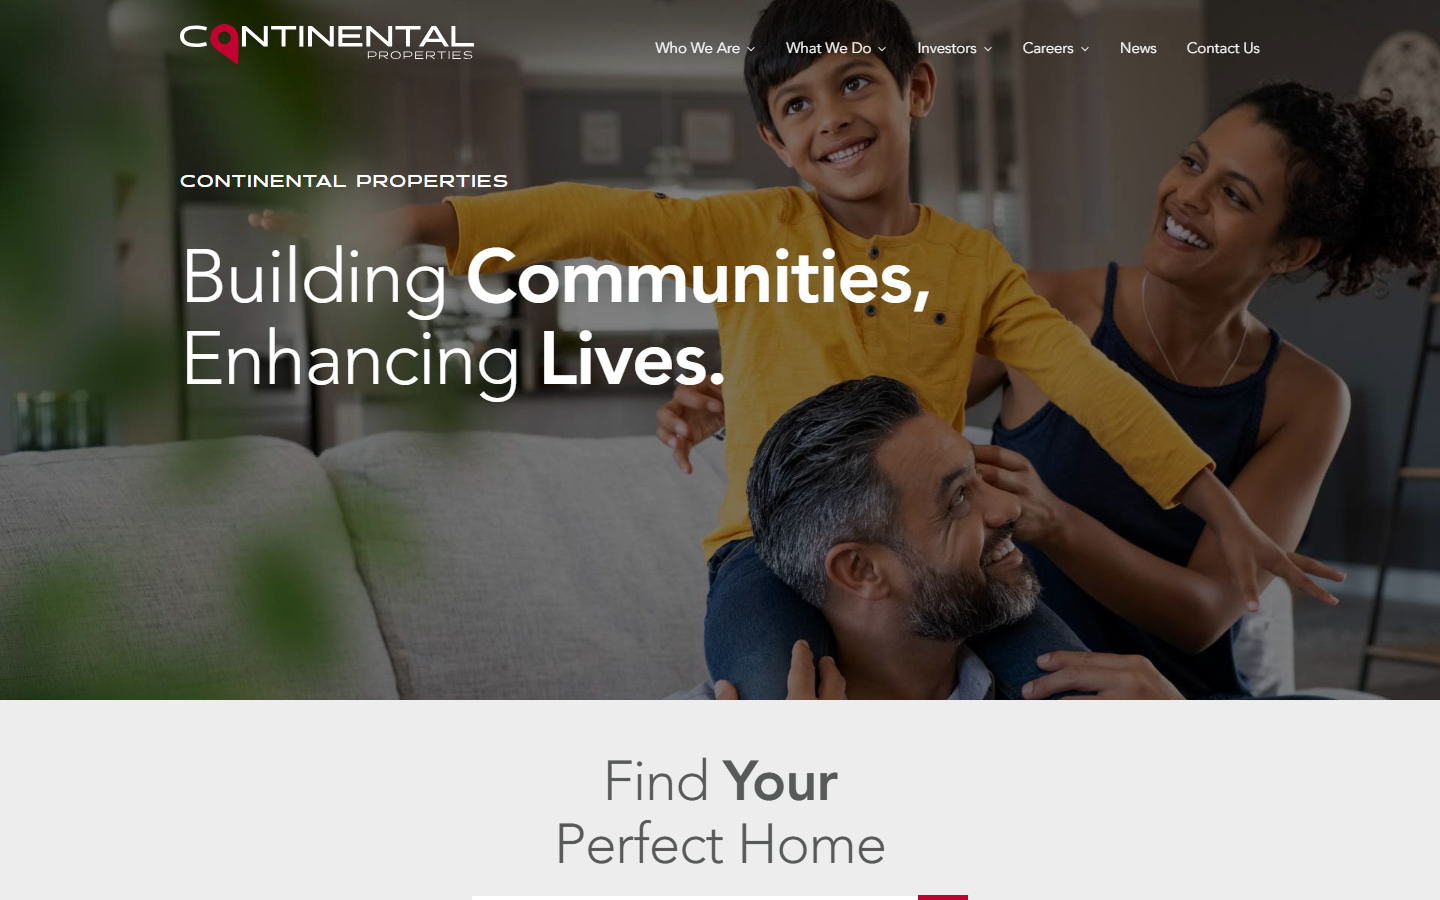 CONTINENTAL
PROPERTIES
Who We Are
What We Do
Investors
Careers
News
Contact Us
CONTINENTAL PROPERTIES
Building Communities,
Enhancing Lives.
Find Your
Perfect Home